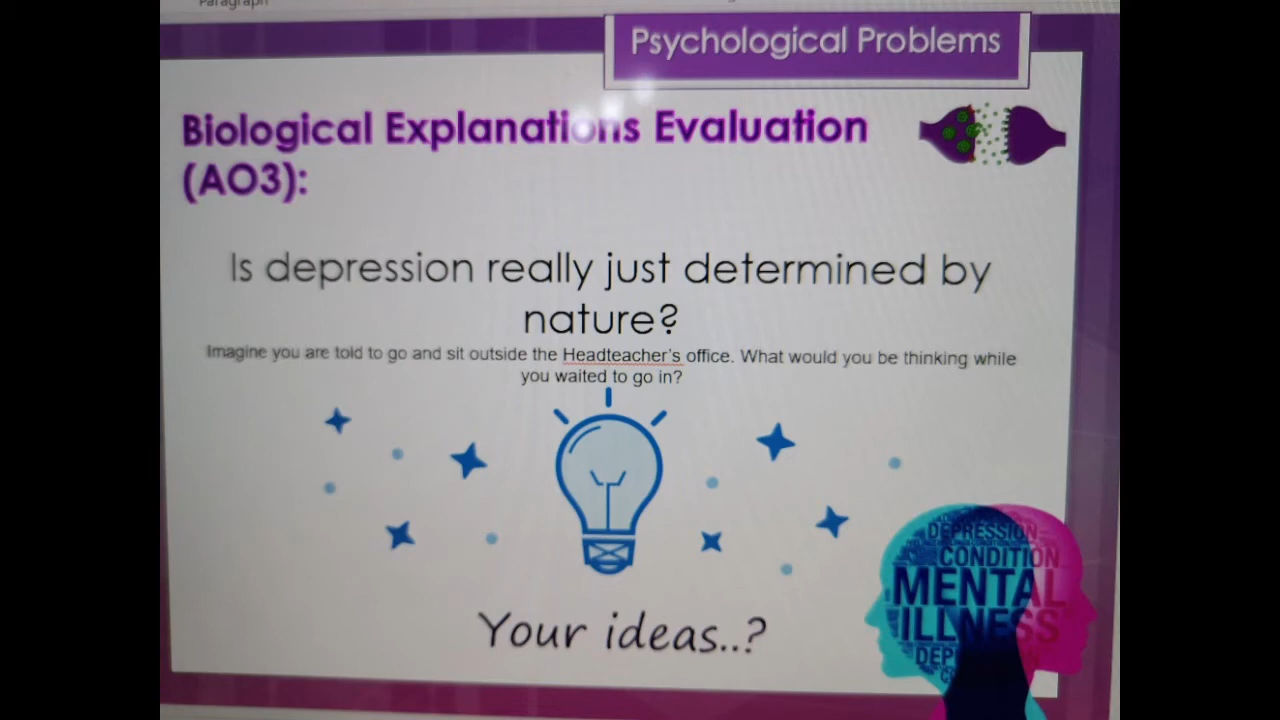 Paragraph
Psychological Problems
Biological Explanations Evaluation
(AO3):
Is depression really just determined by
nature?
Imagine you are told to go and sit outside the Headteacher's office. What would you be thinking while
you waited to go in?
Your ideas..?
DEPRESSION
CONDITION
MENTAL
ILLNESS